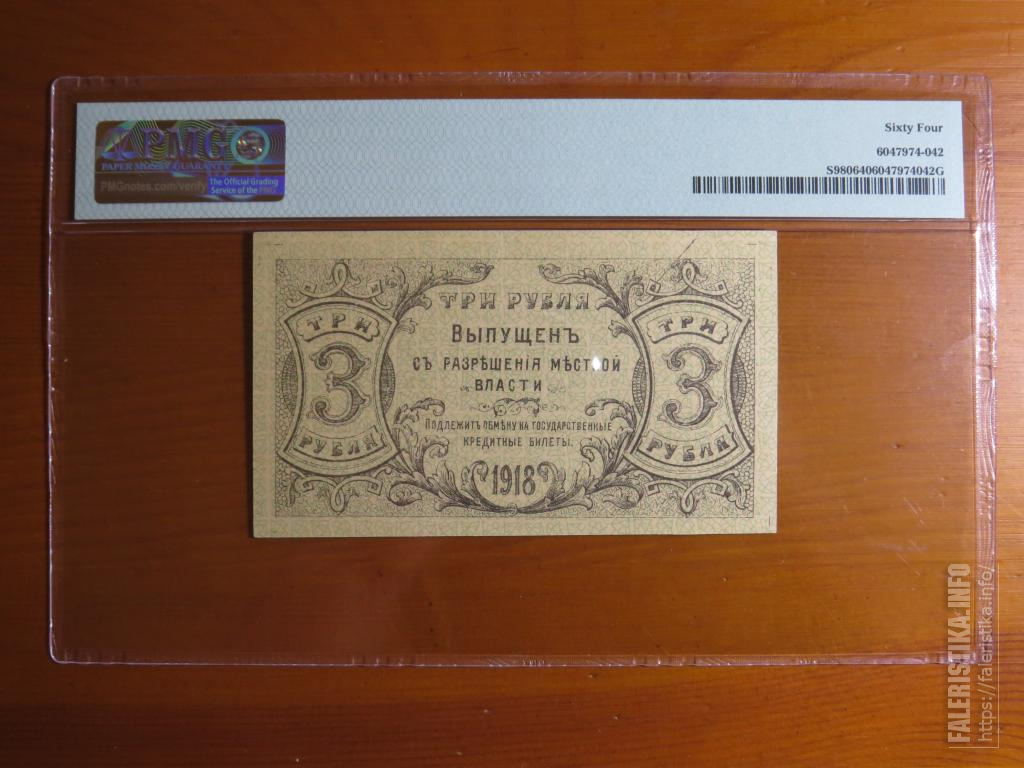 PMG
PAPER MONEY GUARANTY
PMGnotes.com/verify
The Official Grading
Service of the PNG
Sixty Four
6047974-042
S9806406047974042G
ТРИ РУБЛЯ
ВЫПУЩЕНЪ
СЪ РАЗРѢШЕНІЯ МѢСТНОЙ
ВЛАСТИ
ПОДЛЕЖИТЪ ОБМѢНУ НА ГОСУДАРСТВЕННЫЕ
КРЕДИТНЫЕ БИЛЕТЫ.
1918
ТРИ
3
РУБЛЯ
ТРИ
3
РУБЛЯ
FALERISTIKA.INFO
https://faleristika.info/